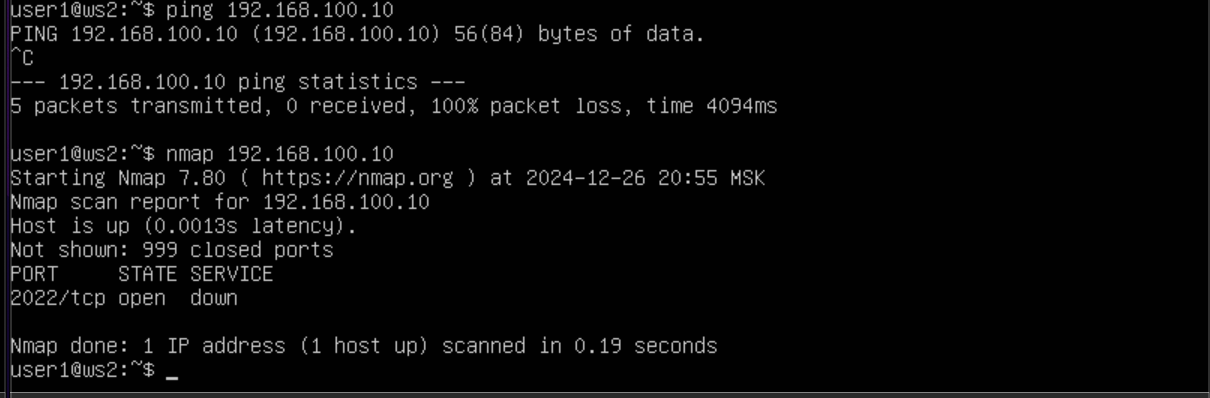 user1@ws2:~$ ping 192.168.100.10
PING 192.168.100.10 (192.168.100.10) 56(84) bytes of data.
^C
--- 192.168.100.10 ping statistics ---
5 packets transmitted, 0 received, 100% packet loss, time 4094ms

user1@ws2:~$ nmap 192.168.100.10
Starting Nmap 7.80 ( https://nmap.org ) at 2024-12-26 20:55 MSK
Nmap scan report for 192.168.100.10
Host is up (0.0013s latency).
Not shown: 999 closed ports
PORT     STATE SERVICE
2022/tcp open  down

Nmap done: 1 IP address (1 host up) scanned in 0.19 seconds
user1@ws2:~$ _